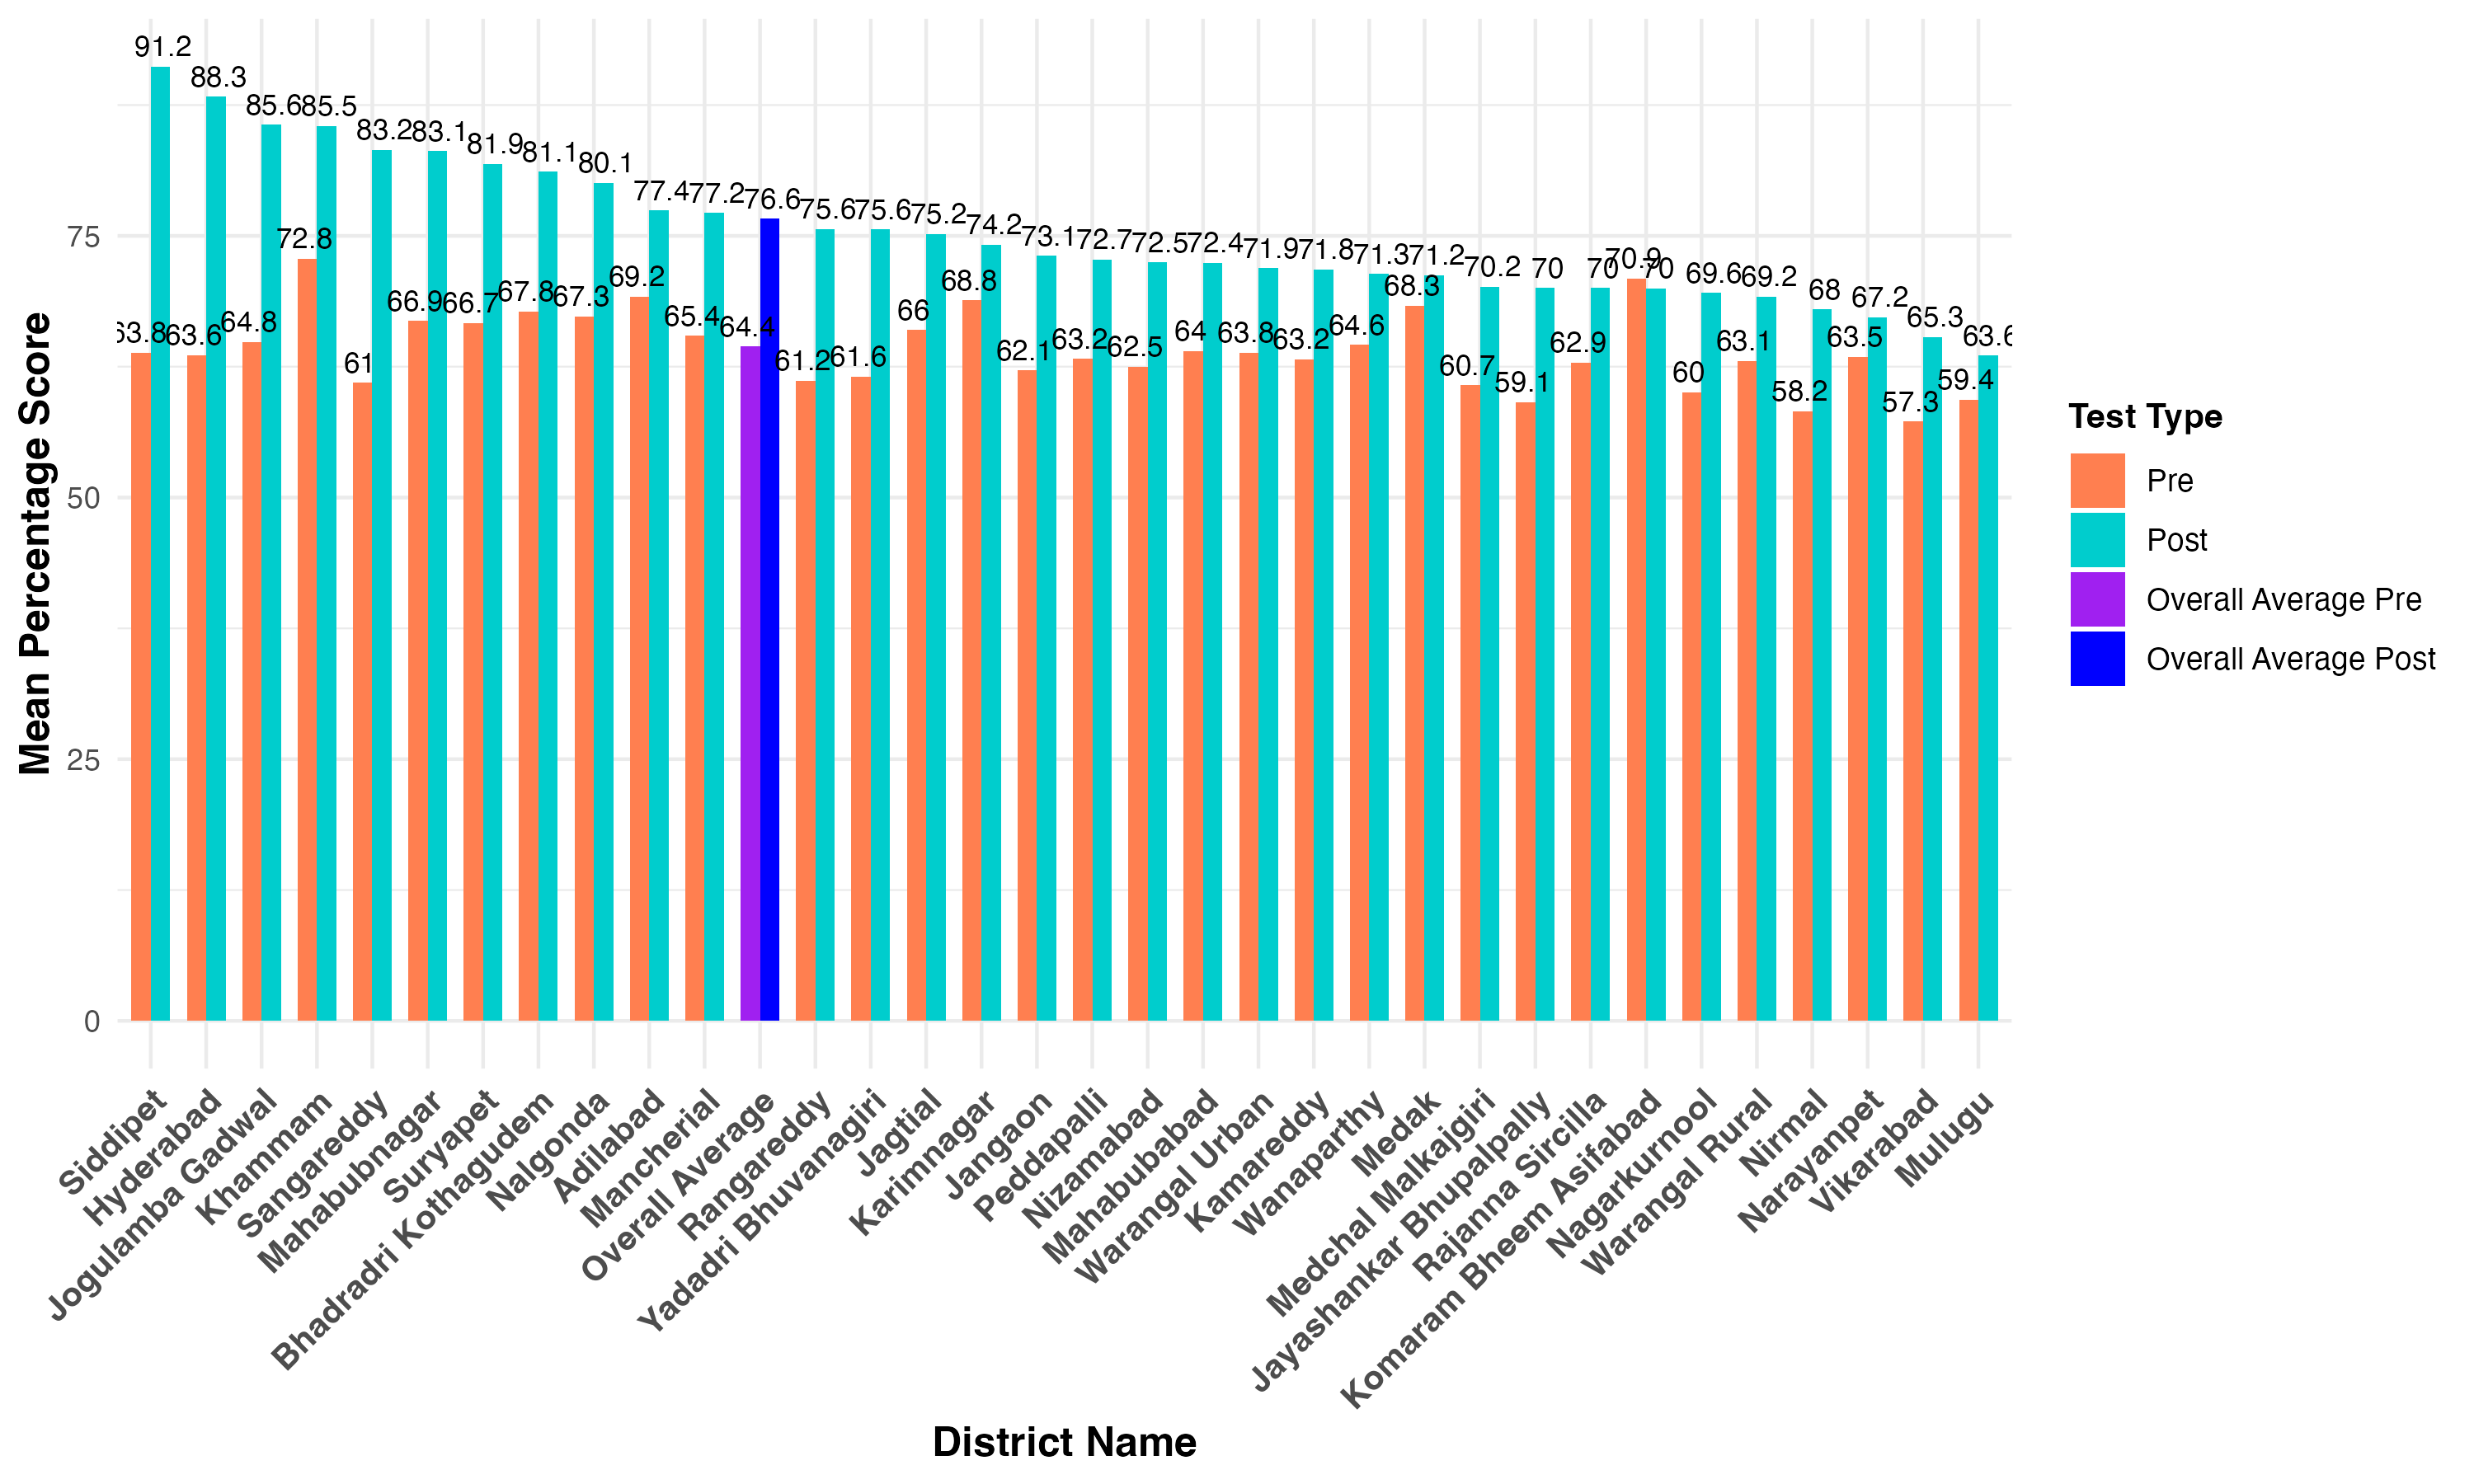 91.2
88.3
85.6
85.5
83.2
83.1
81.9
81.1
80.1
77.4
77.2
76.6
75.6
75.6
75.2
74.2
73.1
72.7
72.5
72.4
71.9
71.8
71.3
71.2
70.2
70
70
70
69.6
69.2
68
67.2
65.3
63.6
63.8
63.6
64.8
72.8
61
66.9
66.7
67.8
67.3
69.2
65.4
64.4
61.2
61.6
66
68.8
62.1
63.2
62.5
64
63.8
63.2
64.6
68.3
60.7
59.1
62.9
70.9
60
63.1
58.2
63.5
57.3
59.4
75
50
25
0
Mean Percentage Score
Siddipet
Hyderabad
Jogulamba Gadwal
Khammam
Sangareddy
Mahabubnagar
Suryapet
Bhadradri Kothagudem
Nalgonda
Adilabad
Mancherial
Overall Average
Rangareddy
Yadadri Bhuvanagiri
Jagtial
Karimnagar
Jangaon
Peddapalli
Nizamabad
Mahabubabad
Warangal Urban
Kamareddy
Wanaparthy
Medak
Medchal Malkajgiri
Jayashankar Bhupalpally
Rajanna Sircilla
Komaram Bheem Asifabad
Nagarkurnool
Warangal Rural
Nirmal
Narayanpet
Vikarabad
Mulugu
District Name
Test Type
Pre
Post
Overall Average Pre
Overall Average Post